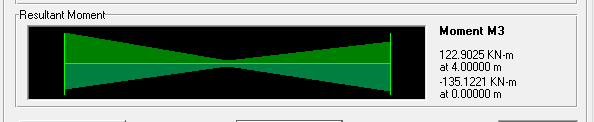 Resultant Moment
Moment M3
122.9025 KN-m
at 4.00000 m
-135.1221 KN-m
at 0.00000 m